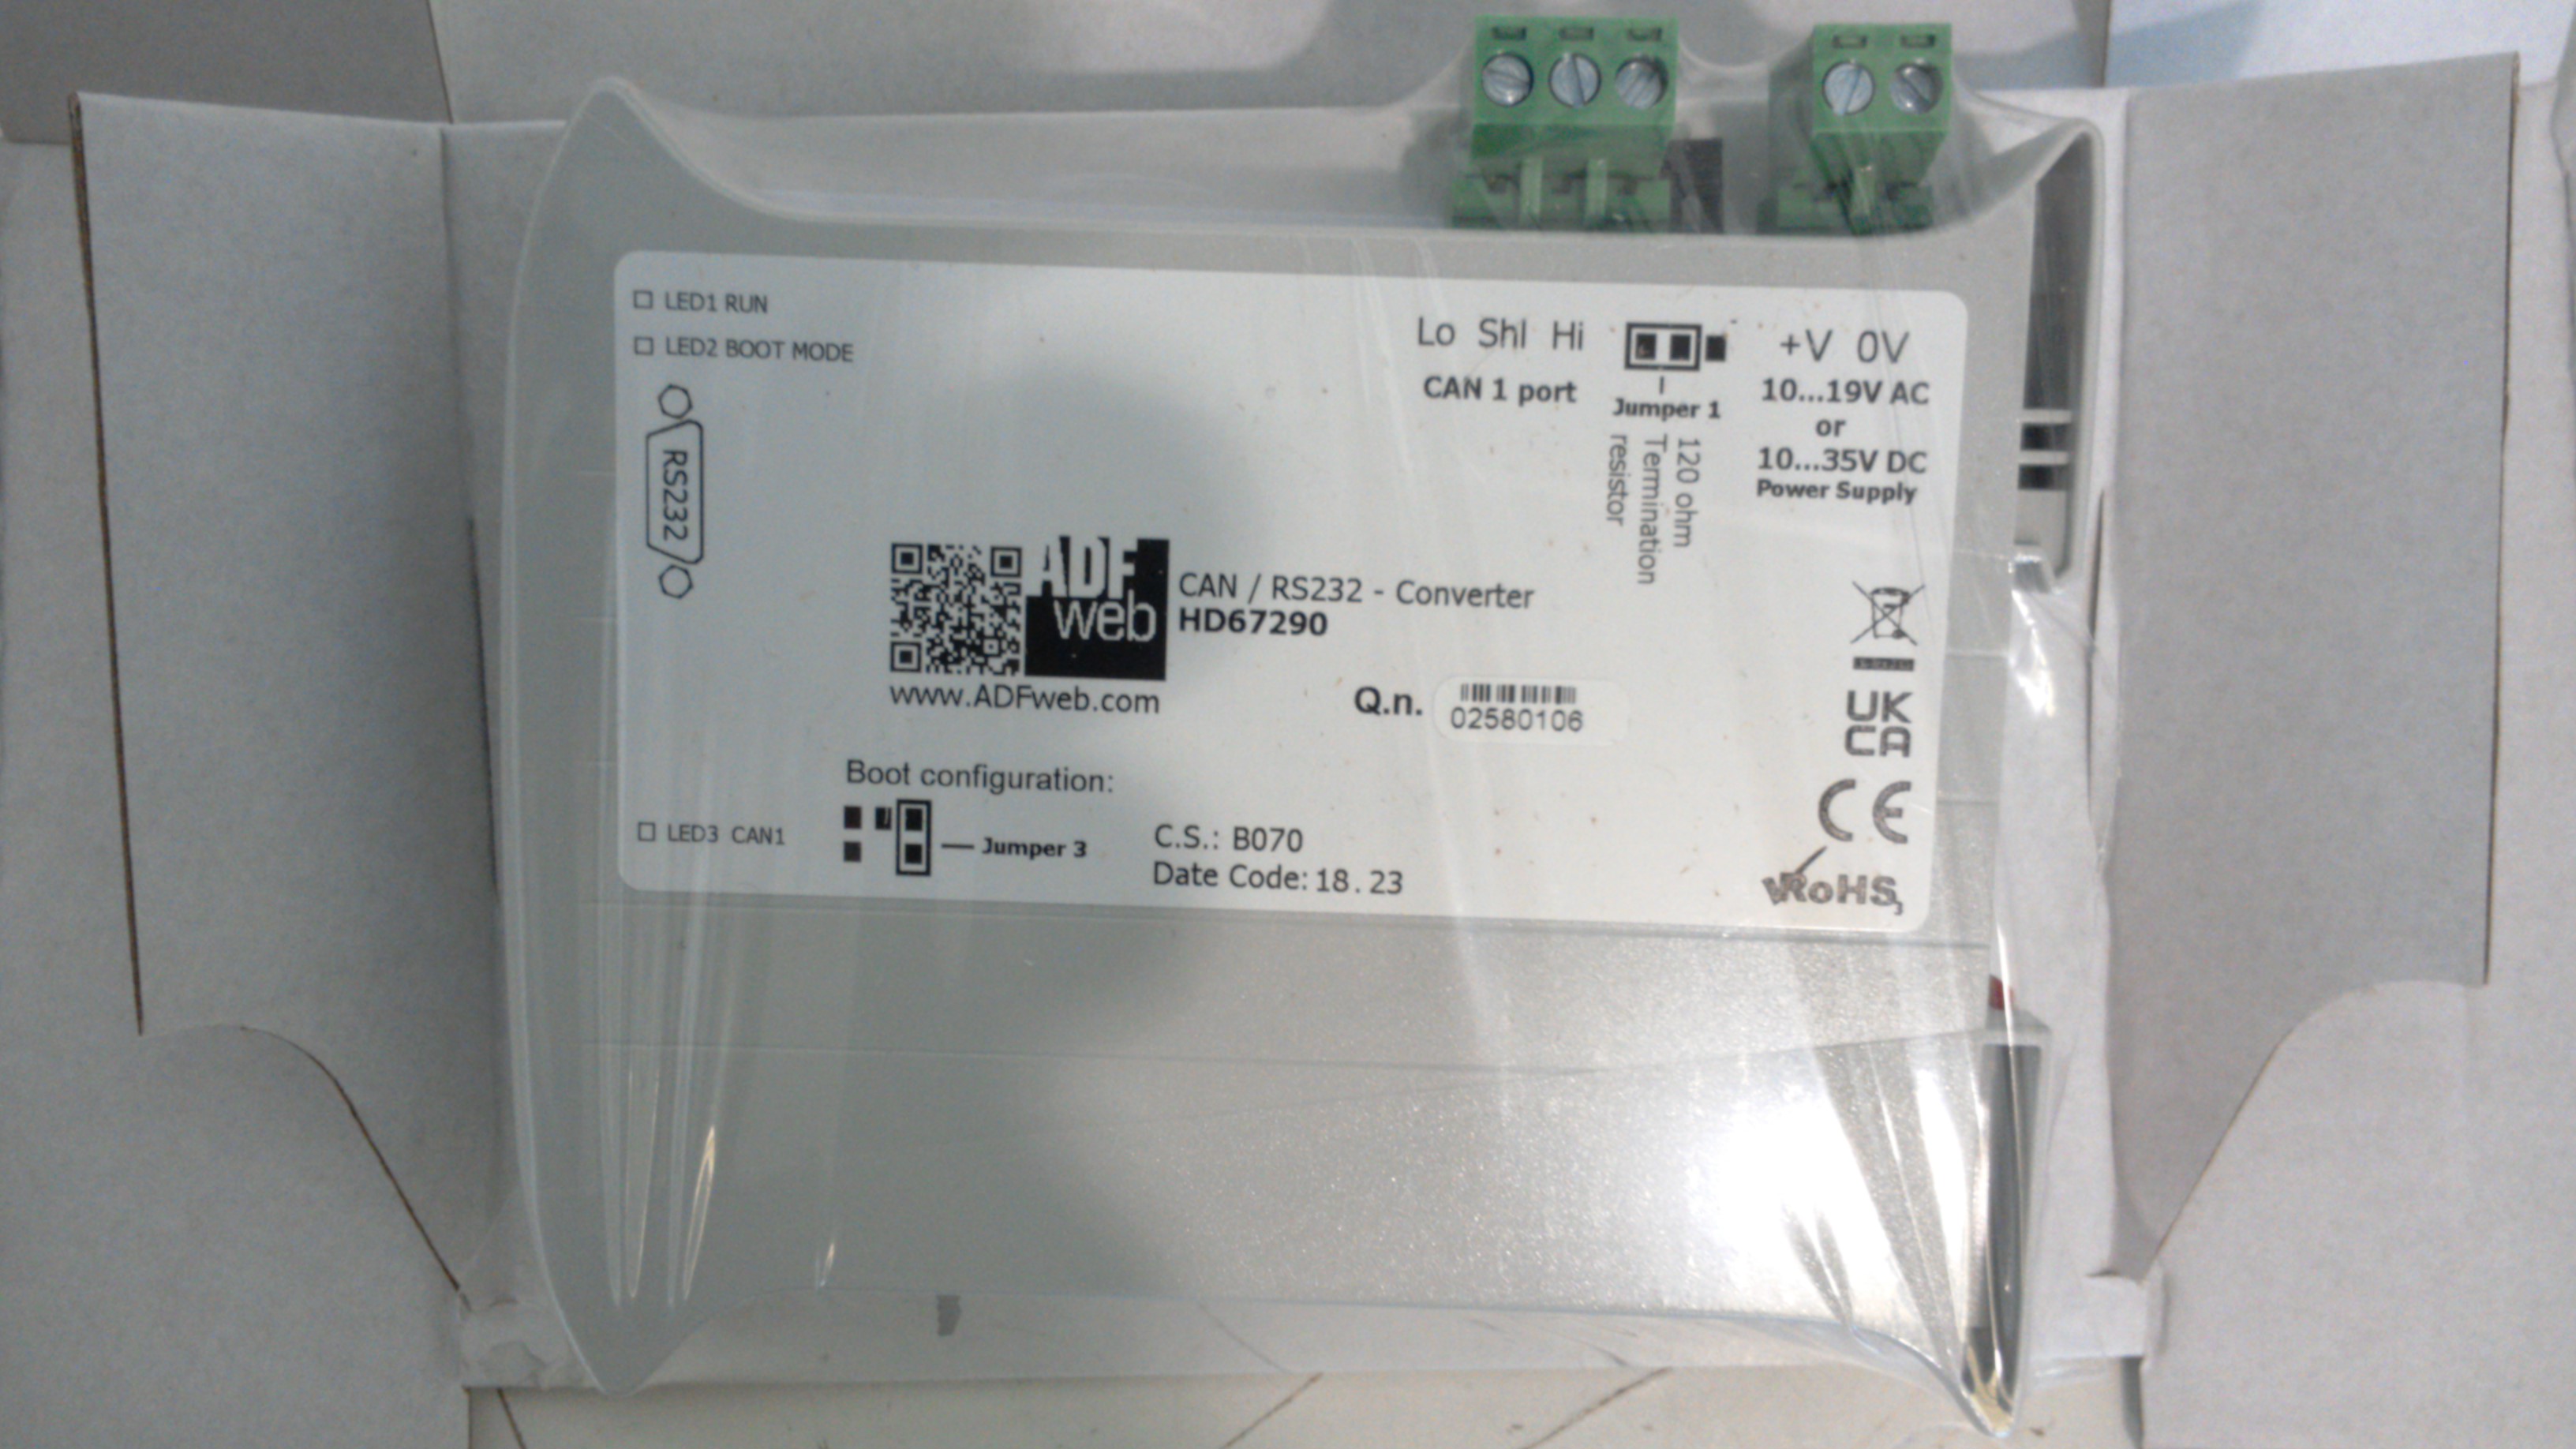 LED1 RUN
LED2 BOOT MODE
RS232
Lo Shl Hi
CAN 1 port
Jumper 1
120 ohm
Termination
resistor
+V 0V
10...19V AC
or
10...35V DC
Power Supply
ADF
web
CAN / RS232 - Converter
HD67290
www.ADFweb.com
Q.n. 02580106
UK
CA
CE
RoHS
Boot configuration:
Jumper 3
LED3 CAN1
C.S.: B070
Date Code: 18.23